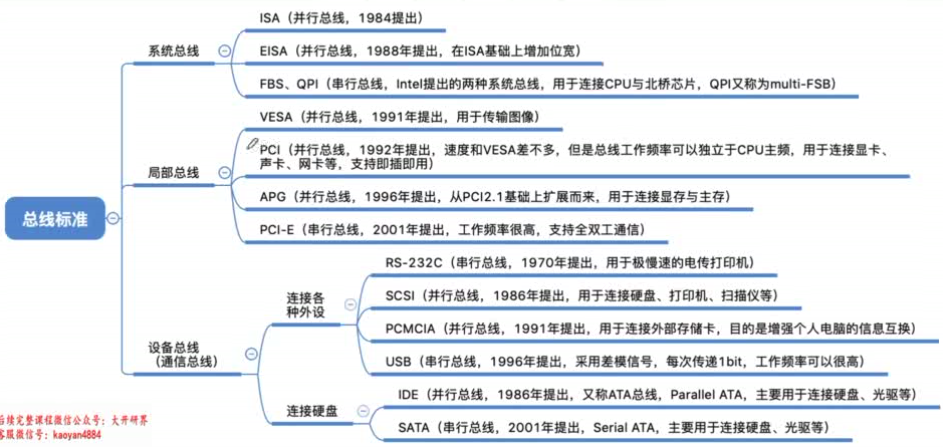 总线标准
系统总线
ISA（并行总线，1984提出）
EISA（并行总线，1988年提出，在ISA基础上增加位宽）
FBS、QPI（串行总线，Intel提出的两种系统总线，用于连接CPU与北桥芯片，QPI又称为multi-FSB）
局部总线
VESA（并行总线，1991年提出，用于传输图像）
PCI（并行总线，1992年提出，速度和VESA差不多，但是总线工作频率可以独立于CPU主频，用于连接显卡、
声卡、网卡等，支持即插即用）
APG（并行总线，1996年提出，从PCI2.1基础上扩展而来，用于连接显存与主存）
PCI-E（串行总线，2001年提出，工作频率很高，支持全双工通信）
设备总线
（通信总线）
连接各
种外设
RS-232C（串行总线，1970年提出，用于极慢速的电传打印机）
SCSI（并行总线，1986年提出，用于连接硬盘、打印机、扫描仪等）
PCMCIA（并行总线，1991年提出，用于连接外部存储卡，目的是增强个人电脑的信息互换）
USB（串行总线，1996年提出，采用差模信号，每次传递1bit，工作频率可以很高）
连接硬盘
IDE（并行总线，1986年提出，又称ATA总线，Parallel ATA，主要用于连接硬盘、光驱等）
SATA（串行总线，2001年提出，Serial ATA，主要用于连接硬盘、光驱等）
后续完整课程微信公众号：大开研界
客服微信号：kaoyan4884